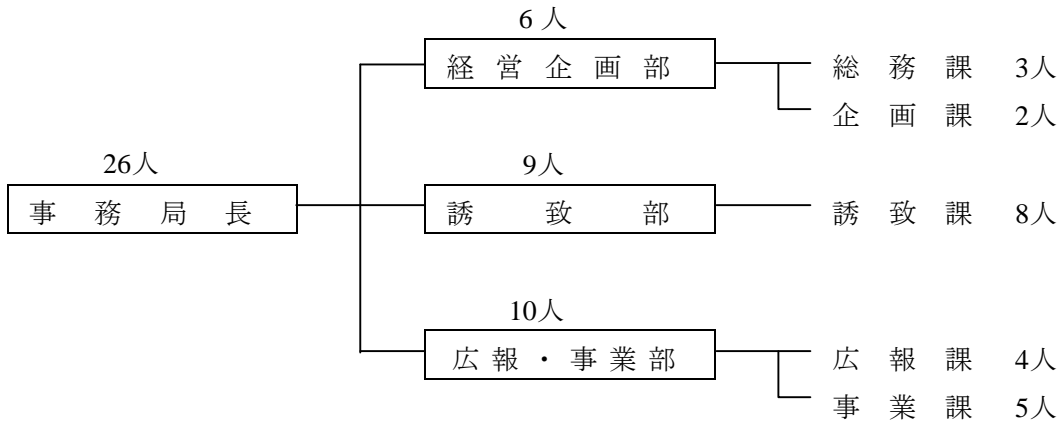 6 人
経 営 企 画 部 総 務 課 3人
企 画 課 2人
26人 9人
事 務 局 長 誘 致 部 誘 致 課 8人
10人
広 報 ・ 事 業 部 広 報 課 4人
事 業 課 5人